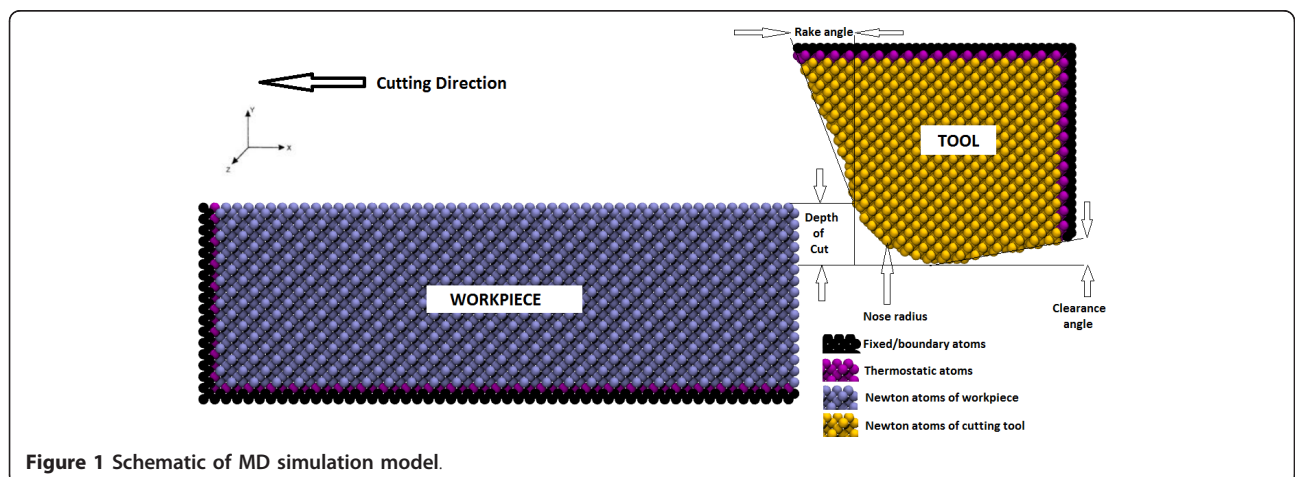 Rake angle
Cutting Direction
Y
X
Z
TOOL
Depth
of
Cut
WORKPIECE
Nose radius
Clearance
angle
Fixed/boundary atoms
Thermostatic atoms
Newton atoms of workpiece
Newton atoms of cutting tool
Figure 1 Schematic of MD simulation model.